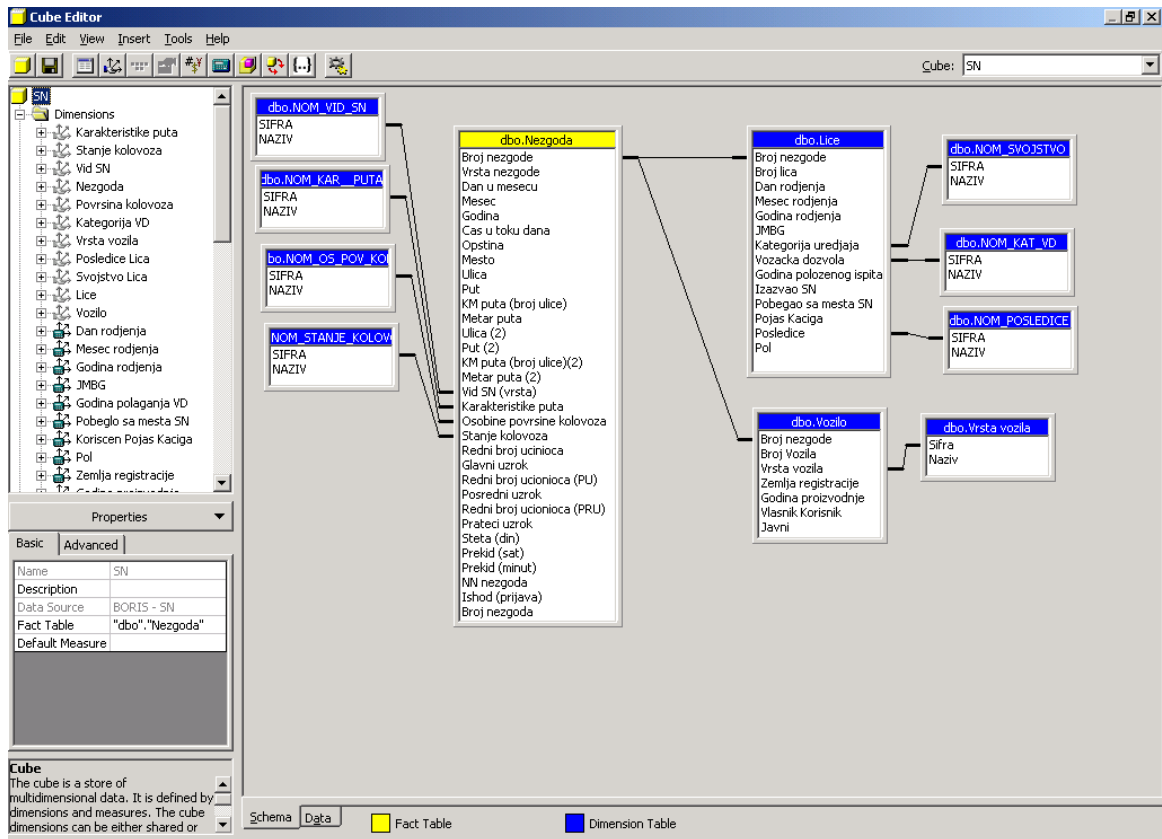 Cube Editor
File Edit View Insert Tools Help
Cube: SN
SN
Dimensions
Karakteristike puta
Stanje kolovoza
Vid SN
Nezgoda
Povrsina kolovoza
Kategorija VD
Vrsta vozila
Posledice Lica
Svojstvo Lica
Lice
Vozilo
Dan rodjenja
Mesec rodjenja
Godina rodjenja
JMBG
Godina polaganja VD
Pobeglo sa mesta SN
Koriscen Pojas Kaciga
Pol
Zemlja registracije
Properties
Basic Advanced
Name SN
Description
Data Source BORIS - SN
Fact Table "dbo"."Nezgoda"
Default Measure
Cube
The cube is a store of
multidimensional data. It is defined by
dimensions and measures. The cube
dimensions can be either shared or
dbo.NOM_VID_SN
SIFRA
NAZIV
dbo.NOM_KAR__PUTA
SIFRA
NAZIV
bo.NOM_OS_POV_KO
SIFRA
NAZIV
NOM_STANJE_KOLOV
SIFRA
NAZIV
dbo.Nezgoda
Broj nezgode
Vrsta nezgode
Dan u mesecu
Mesec
Godina
Cas u toku dana
Opstina
Mesto
Ulica
Put
KM puta (broj ulice)
Metar puta
Ulica (2)
Put (2)
KM puta (broj ulice)(2)
Metar puta (2)
Vid SN (vrsta)
Karakteristike puta
Osobine povrsine kolovoza
Stanje kolovoza
Redni broj ucinioca
Glavni uzrok
Redni broj ucionioca (PU)
Posredni uzrok
Redni broj ucionioca (PRU)
Prateci uzrok
Steta (din)
Prekid (sat)
Prekid (minut)
NN nezgoda
Ishod (prijava)
Broj nezgoda
dbo.Lice
Broj nezgode
Broj lica
Dan rodjenja
Mesec rodjenja
Godina rodjenja
JMBG
Kategorija uredjaja
Vozacka dozvola
Godina polozenog ispita
Izazvao SN
Pobegao sa mesta SN
Pojas Kaciga
Posledice
Pol
dbo.NOM_SVOJSTVO
SIFRA
NAZIV
dbo.NOM_KAT_VD
SIFRA
NAZIV
dbo.NOM_POSLEDICE
SIFRA
NAZIV
dbo.Vozilo
Broj nezgode
Broj Vozila
Vrsta vozila
Zemlja registracije
Godina proizvodnje
Vlasnik Korisnik
Javni
dbo.Vrsta vozila
Sifra
Naziv
Schema Data
Fact Table
Dimension Table